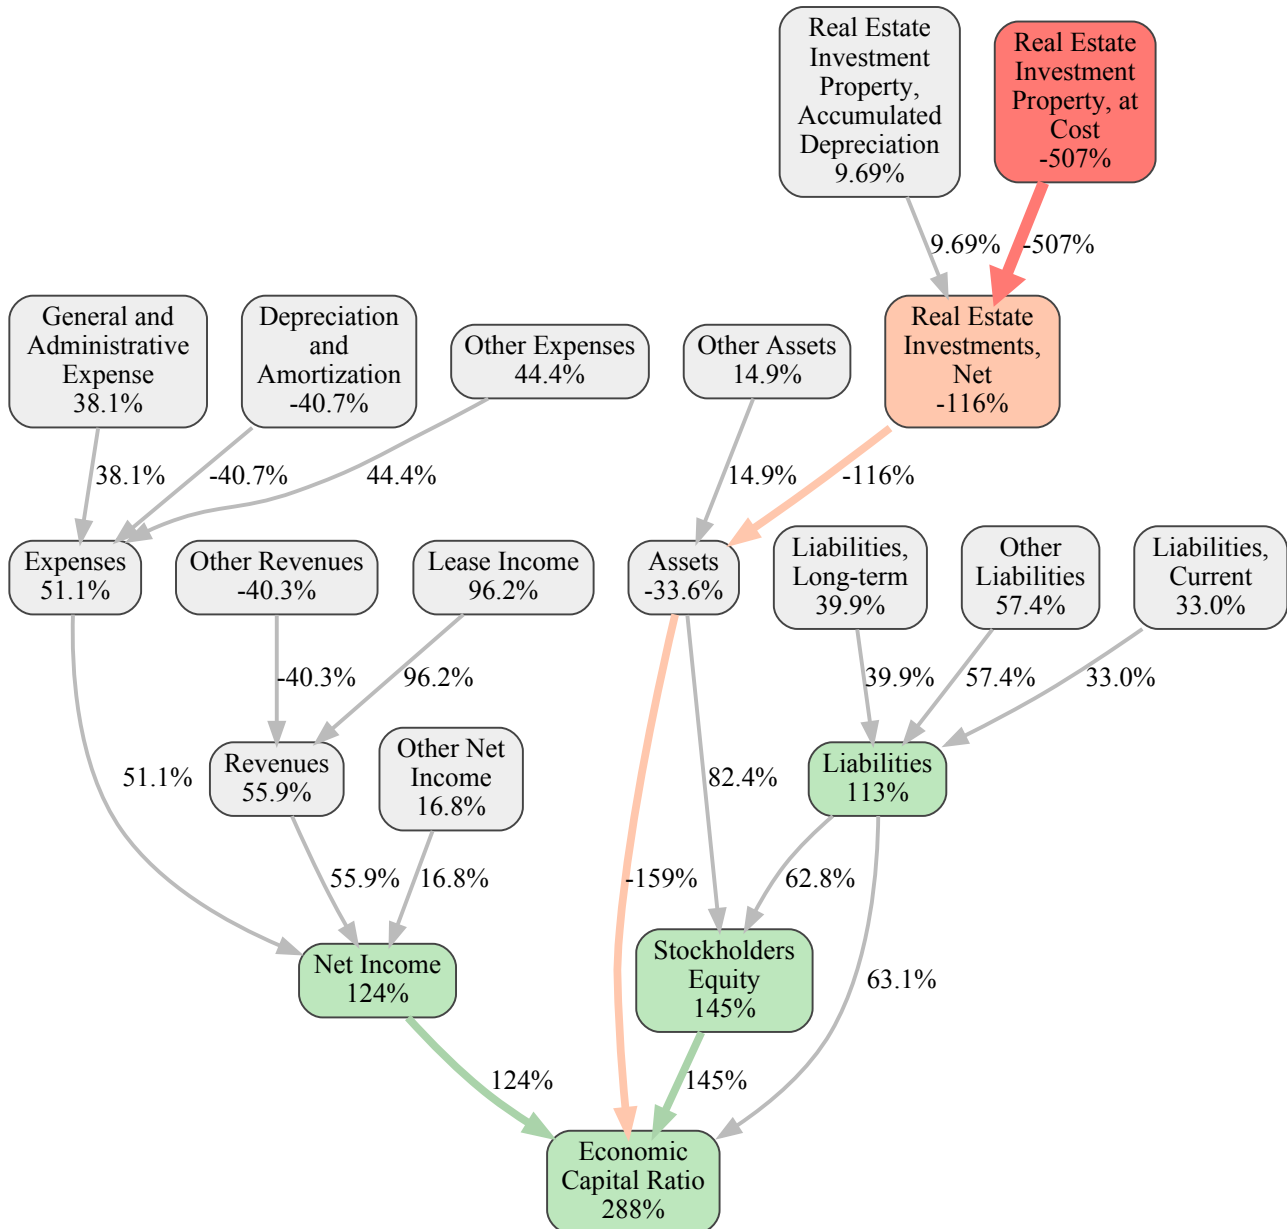 Real Estate
Investment
Property,
Accumulated
Depreciation
9.69%
Real Estate
Investment
Property, at
Cost
-507%
9.69%
-507%
General and
Administrative
Expense
38.1%
Depreciation
and
Amortization
-40.7%
Other Expenses
44.4%
Other Assets
14.9%
Real Estate
Investments,
Net
-116%
38.1%
-40.7%
44.4%
14.9%
-116%
Expenses
51.1%
Other Revenues
-40.3%
Lease Income
96.2%
Assets
-33.6%
Liabilities,
Long-term
39.9%
Other
Liabilities
57.4%
Liabilities,
Current
33.0%
-40.3%
96.2%
39.9%
57.4%
33.0%
51.1%
Revenues
55.9%
Other Net
Income
16.8%
82.4%
Liabilities
113%
55.9%
16.8%
-159%
62.8%
Net Income
124%
Stockholders
Equity
145%
63.1%
124%
145%
Economic
Capital Ratio
288%